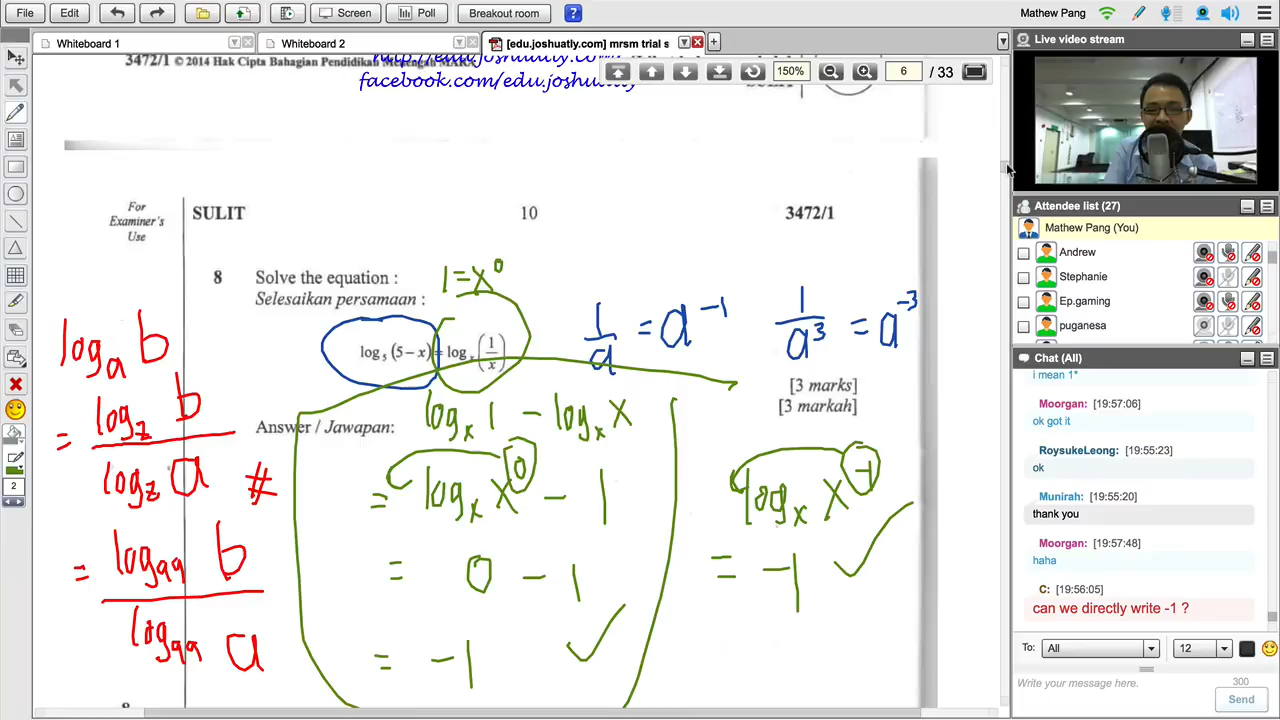 File Edit Screen Poll Breakout room ? Mathew Pang
Whiteboard 1 Whiteboard 2 [edu.joshuatly.com] mrsm trial s
150% 6 / 33
3472/1 © 2014 Hak Cipta Bahagian Pendidikan Menengah MARA
facebook.com/edu.joshuatly
For
Examiner's
Use
SULIT 10 3472/1
8 Solve the equation :
Selesaikan persamaan :
1 = x⁰
log₅ (5 – x) = logₓ (1/x)
1/a = a⁻¹
1/a³ = a⁻³
[3 marks]
[3 markah]
Answer / Jawapan:
logₐ b
= log_z b / log_z a #
= log₉₉ b / log₉₉ a
logₓ 1 – logₓ x
= logₓ x⁰ – 1
= 0 – 1
= –1
logₓ x⁻¹
= –1
2
Live video stream
Attendee list (27)
Mathew Pang (You)
Andrew
Stephanie
Ep.gaming
puganesa
Chat (All)
i mean 1*
Moorgan: [19:57:06]
ok got it
RoysukeLeong: [19:55:23]
ok
Munirah: [19:55:20]
thank you
Moorgan: [19:57:48]
haha
C: [19:56:05]
can we directly write -1 ?
To: All 12
Write your message here. 300
Send